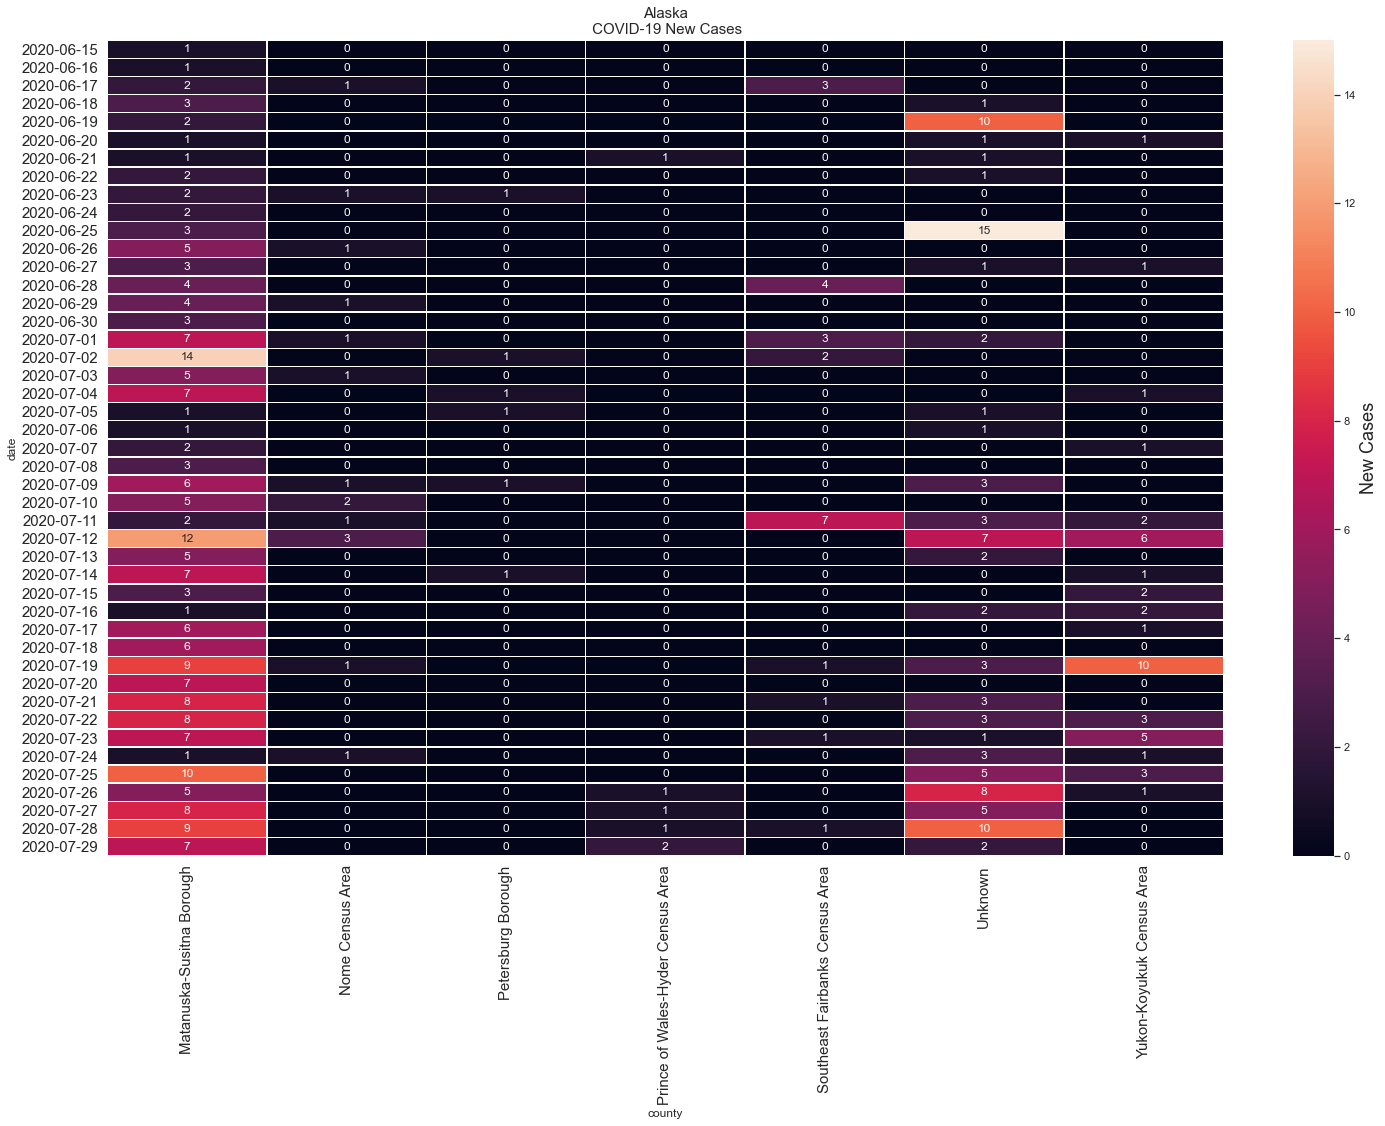 Alaska
COVID-19 New Cases
2020-06-15 1 0 0 0 0 0 0
2020-06-16 1 0 0 0 0 0 0
2020-06-17 2 1 0 0 3 0 0
2020-06-18 3 0 0 0 0 1 0
2020-06-19 2 0 0 0 0 10 0
2020-06-20 1 0 0 0 0 1 1
2020-06-21 1 0 0 1 0 1 0
2020-06-22 2 0 0 0 0 1 0
2020-06-23 2 1 1 0 0 0 0
2020-06-24 2 0 0 0 0 0 0
2020-06-25 3 0 0 0 0 15 0
2020-06-26 5 1 0 0 0 0 0
2020-06-27 3 0 0 0 0 1 1
2020-06-28 4 0 0 0 4 0 0
2020-06-29 4 1 0 0 0 0 0
2020-06-30 3 0 0 0 0 0 0
2020-07-01 7 1 0 0 3 2 0
2020-07-02 14 0 1 0 2 0 0
2020-07-03 5 1 0 0 0 0 0
2020-07-04 7 0 1 0 0 0 1
2020-07-05 1 0 1 0 0 1 0
2020-07-06 1 0 0 0 0 1 0
2020-07-07 2 0 0 0 0 0 1
2020-07-08 3 0 0 0 0 0 0
2020-07-09 6 1 1 0 0 3 0
2020-07-10 5 2 0 0 0 0 0
2020-07-11 2 1 0 0 7 3 2
2020-07-12 12 3 0 0 0 7 6
2020-07-13 5 0 0 0 0 2 0
2020-07-14 7 0 1 0 0 0 1
2020-07-15 3 0 0 0 0 0 2
2020-07-16 1 0 0 0 0 2 2
2020-07-17 6 0 0 0 0 0 1
2020-07-18 6 0 0 0 0 0 0
2020-07-19 9 1 0 0 1 3 10
2020-07-20 7 0 0 0 0 0 0
2020-07-21 8 0 0 0 1 3 0
2020-07-22 8 0 0 0 0 3 3
2020-07-23 7 0 0 0 1 1 5
2020-07-24 1 1 0 0 0 3 1
2020-07-25 10 0 0 0 0 5 3
2020-07-26 5 0 0 1 0 8 1
2020-07-27 8 0 0 1 0 5 0
2020-07-28 9 0 0 1 1 10 0
2020-07-29 7 0 0 2 0 2 0
date
Matanuska-Susitna Borough
Nome Census Area
Petersburg Borough
Prince of Wales-Hyder Census Area
Southeast Fairbanks Census Area
Unknown
Yukon-Koyukuk Census Area
county
14
12
10
8
6
4
2
0
New Cases